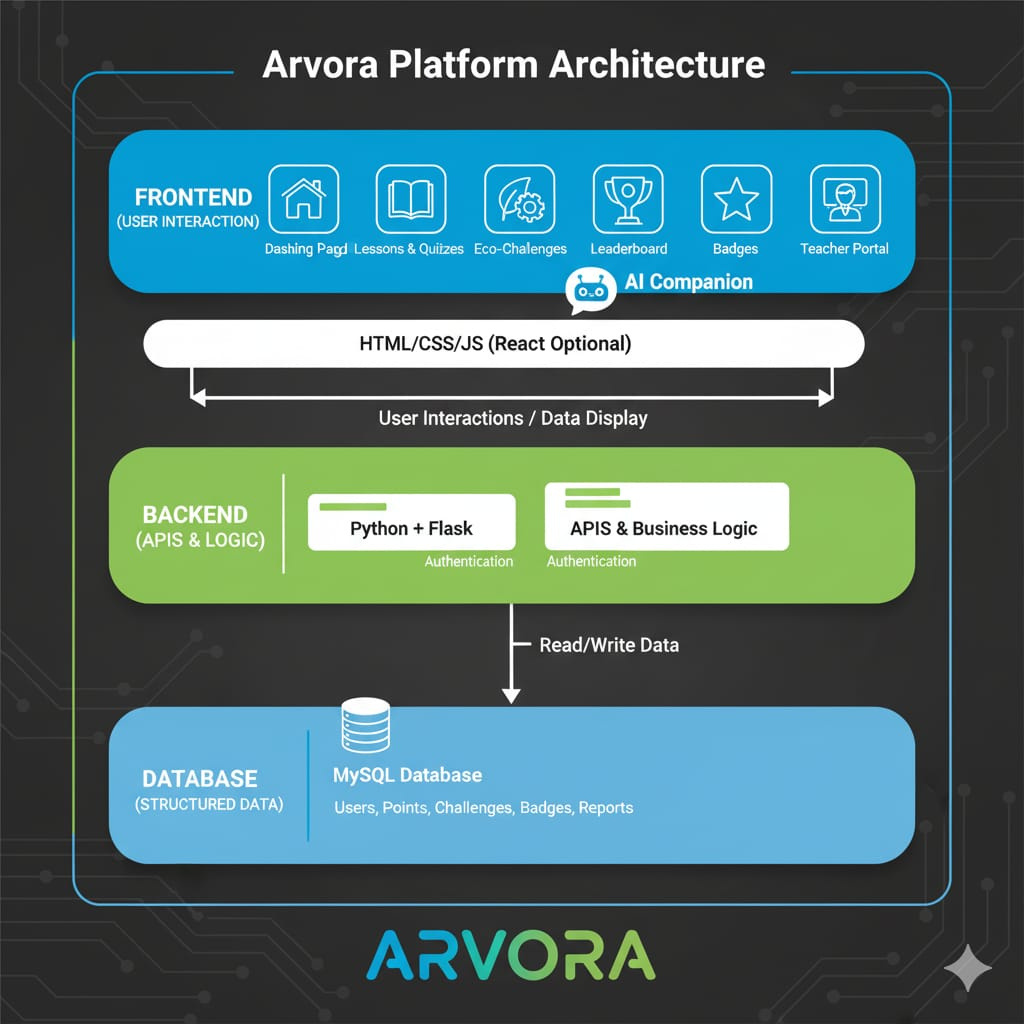 Arvora Platform Architecture
FRONTEND
(USER INTERACTION)
Dashing Pagd
Lessons & Quizzes
Eco-Challenges
Leaderboard
Badges
Teacher Portal
AI Companion
HTML/CSS/JS (React Optional)
User Interactions / Data Display
BACKEND
(APIS & LOGIC)
Python + Flask
Authentication
APIS & Business Logic
Authentication
Read/Write Data
DATABASE
(STRUCTURED DATA)
MySQL Database
Users, Points, Challenges, Badges, Reports
ARVORA